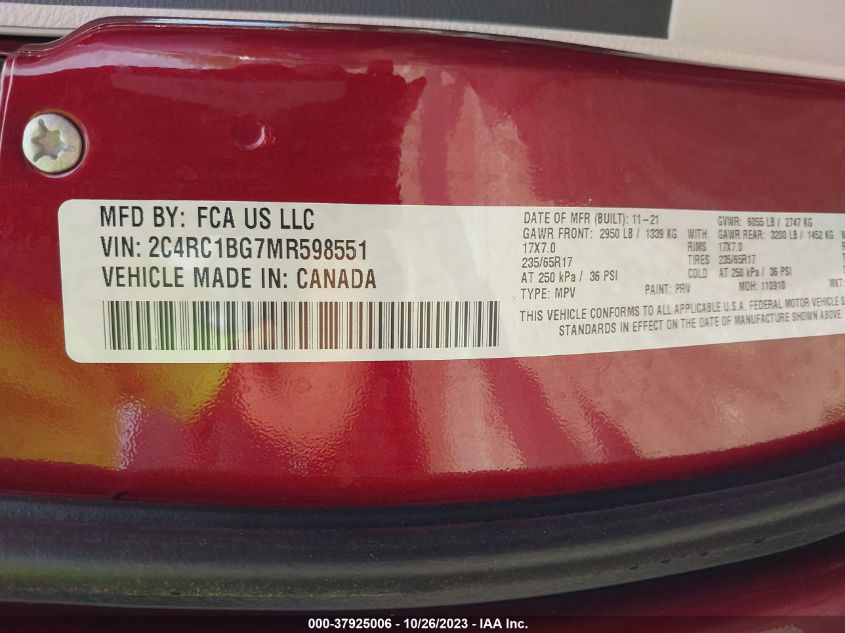 MFD BY: FCA US LLC
VIN: 2C4RC1BG7MR598551
VEHICLE MADE IN: CANADA
DATE OF MFR (BUILT): 11-21 GVWR: 6055 LB / 2747 KG
GAWR FRONT: 2950 LB / 1339 KG WITH GAWR REAR: 3200 LB / 1452 KG
17X7.0 RIMS 17X7.0
235/65R17 TIRES 235/65R17
AT 250 kPa / 36 PSI COLD AT 250 kPa / 36 PSI
TYPE: MPV PAINT: PRV MDH: 110910 MKT
THIS VEHICLE CONFORMS TO ALL APPLICABLE U.S.A. FEDERAL MOTOR VEHICLE
STANDARDS IN EFFECT ON THE DATE OF MANUFACTURE SHOWN ABOVE.
000-37925006 / 10/26/2023 - IAA Inc.